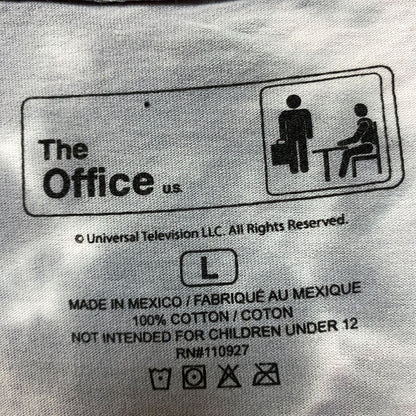 The
Office U.S.
© Universal Television LLC. All Rights Reserved.
L
MADE IN MEXICO / FABRIQUÉ AU MEXIQUE
100% COTTON / COTON
NOT INTENDED FOR CHILDREN UNDER 12
RN#110927